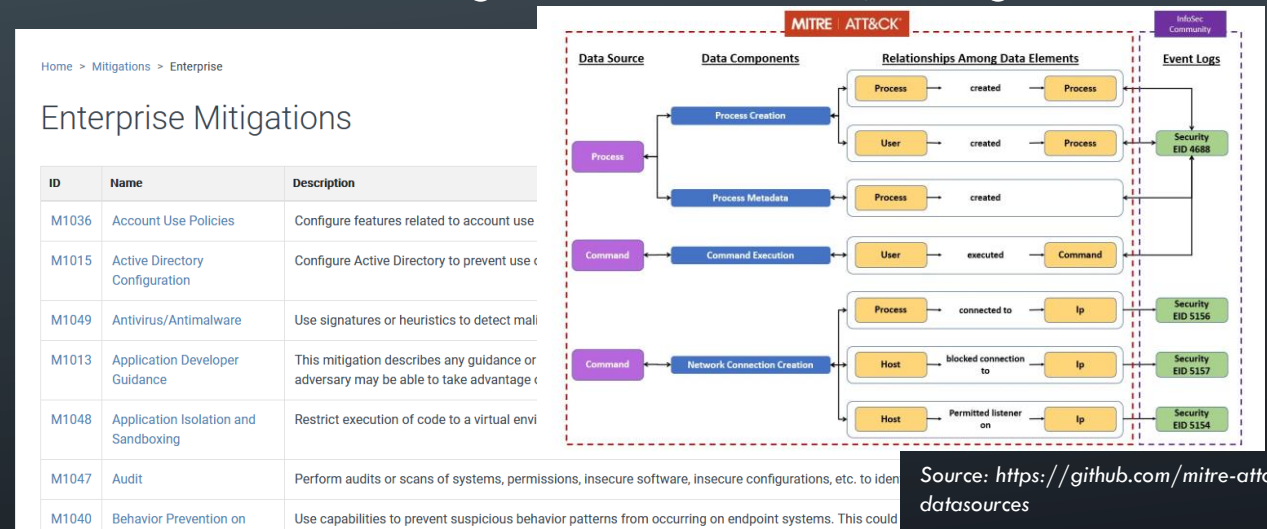 Home > Mitigations > Enterprise
Enterprise Mitigations
ID Name Description
M1036 Account Use Policies Configure features related to account use
M1015 Active Directory Configure Active Directory to prevent use
Configuration
M1049 Antivirus/Antimalware Use signatures or heuristics to detect
M1013 Application Developer This mitigation describes any guidance or
Guidance adversary may be able to take advantage
M1048 Application Isolation and Restrict execution of code to a virtual
Sandboxing
M1047 Audit Perform audits or scans of systems, permissions, insecure software, insecure configurations, etc. to
M1040 Behavior Prevention on Use capabilities to prevent suspicious behavior patterns from occurring on endpoint systems. This could
MITRE | ATT&CK
InfoSec
Community
Data Source Data Components Relationships Among Data Elements Event Logs
Process created Process
Process Creation
User created Process
Security
EID 4688
Process
Process Metadata Process created
Command Command Execution User executed Command
Process connected to Ip
Security
EID 5156
Command Network Connection Creation Host blocked connection
to Ip
Security
EID 5157
Host Permitted listener
on Ip
Security
EID 5154
Source: https://github.com/mitre-att
datasources